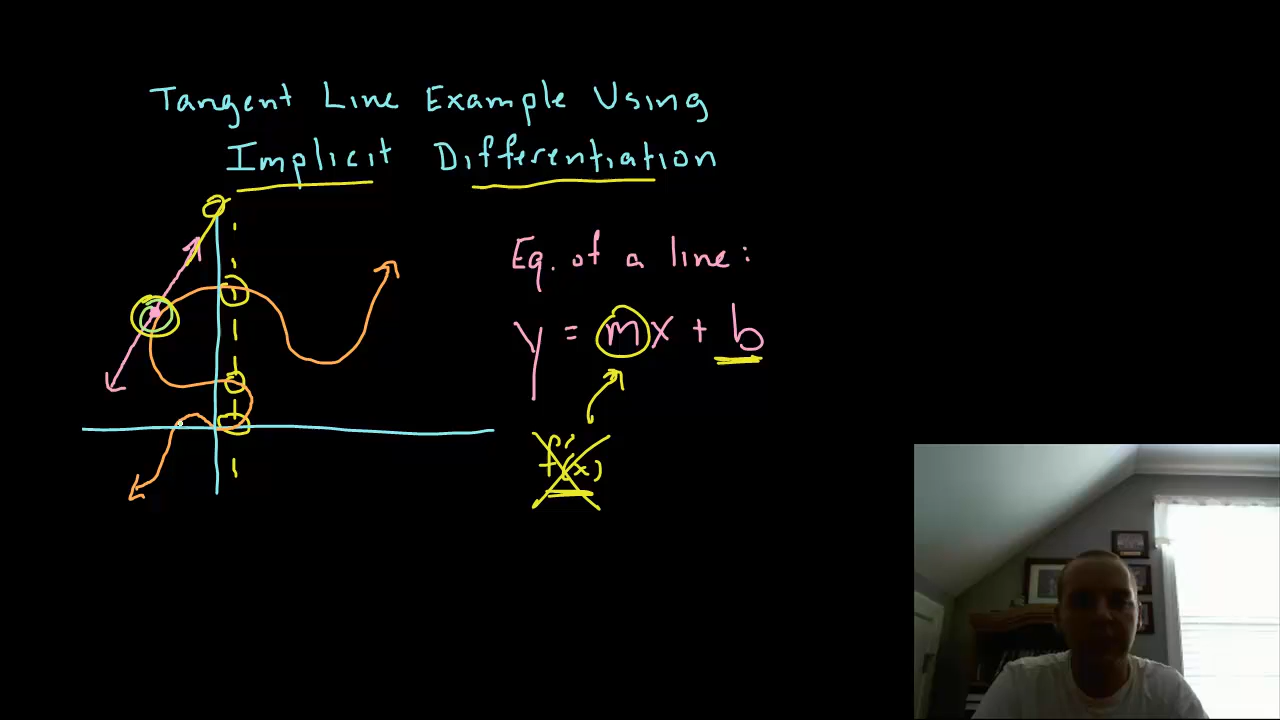 Tangent Line Example Using
Implicit Differentiation
Eq. of a line:
y = mx + b
f'(x)